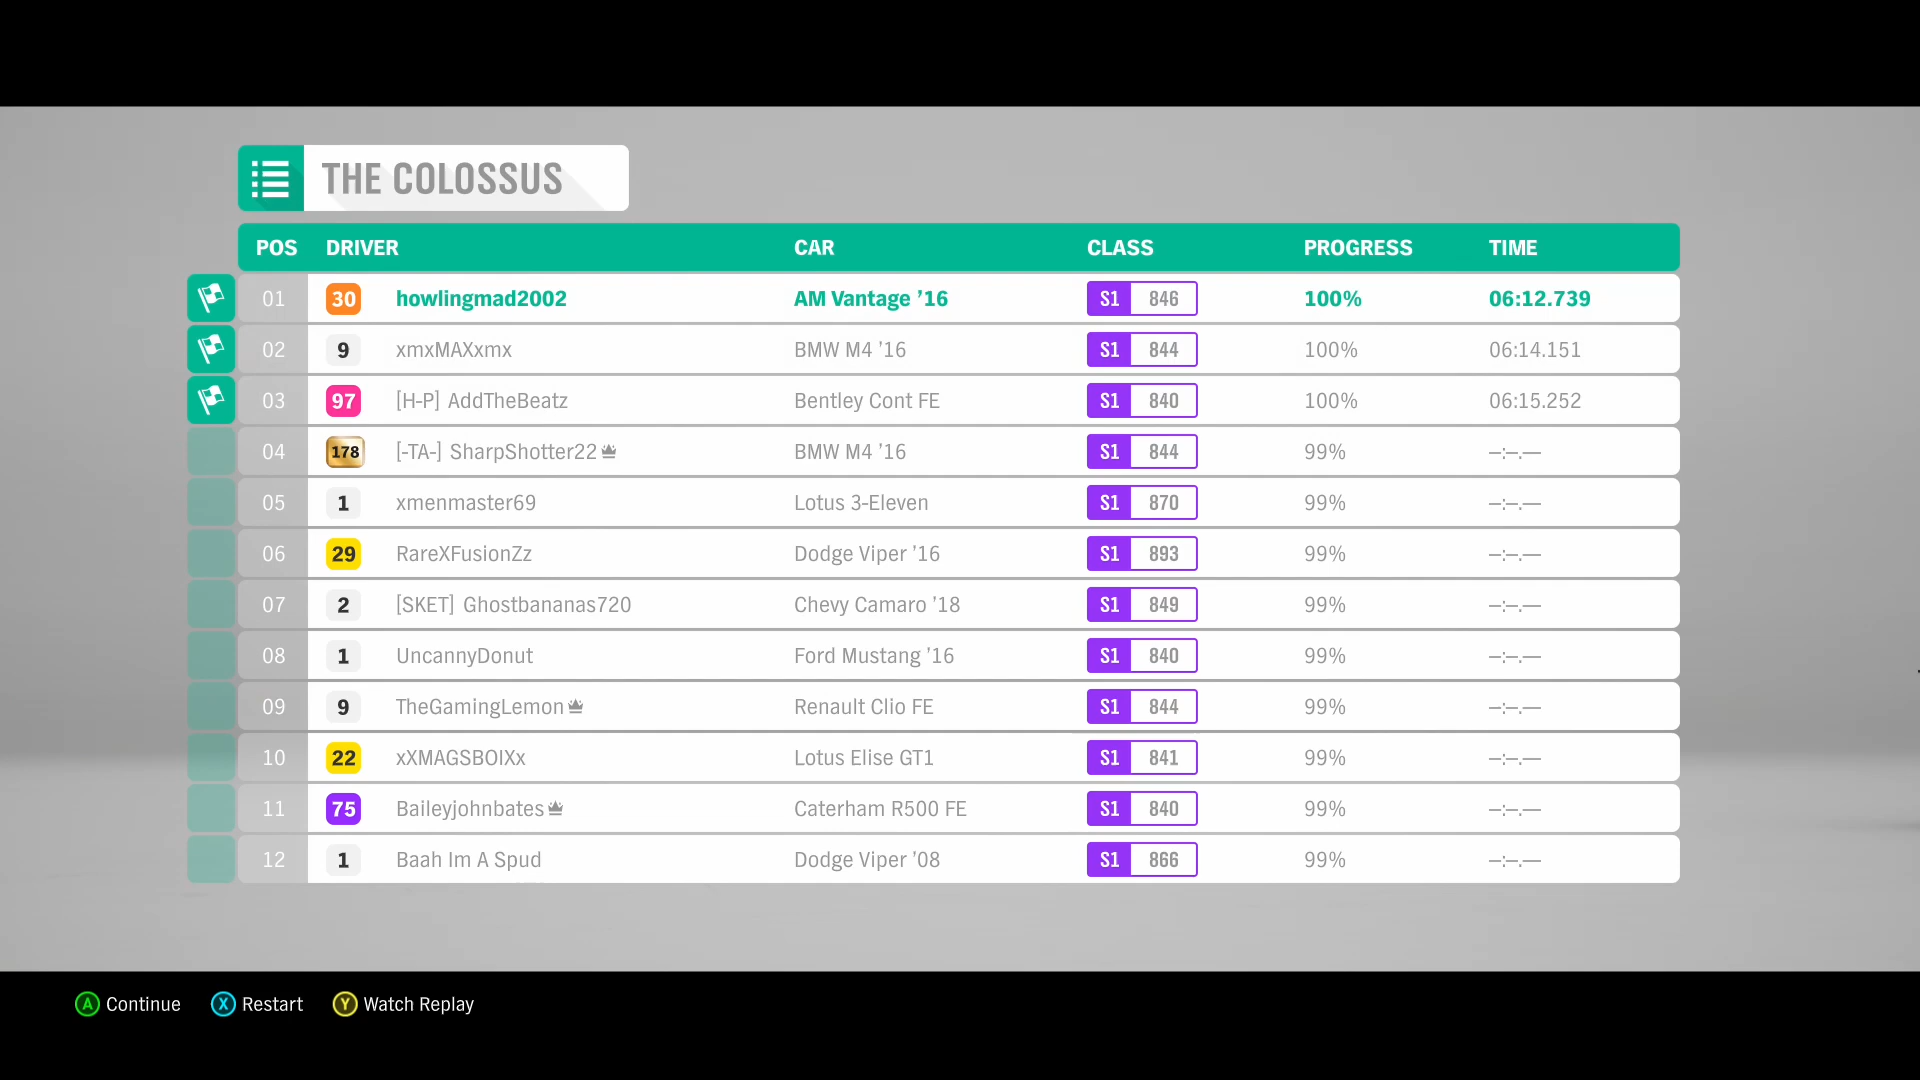 THE COLOSSUS
POS DRIVER CAR CLASS PROGRESS TIME
01 30 howlingmad2002 AM Vantage ’16 S1 846 100% 06:12.739
02 9 xmxMAXxmx BMW M4 ’16 S1 844 100% 06:14.151
03 97 [H-P] AddTheBeatz Bentley Cont FE S1 840 100% 06:15.252
04 178 [-TA-] SharpShotter22 BMW M4 ’16 S1 844 99% –:–.––
05 1 xmenmaster69 Lotus 3-Eleven S1 870 99% –:–.––
06 29 RareXFusionZz Dodge Viper ’16 S1 893 99% –:–.––
07 2 [SKET] Ghostbananas720 Chevy Camaro ’18 S1 849 99% –:–.––
08 1 UncannyDonut Ford Mustang ’16 S1 840 99% –:–.––
09 9 TheGamingLemon Renault Clio FE S1 844 99% –:–.––
10 22 xXMAGSBOIXx Lotus Elise GT1 S1 841 99% –:–.––
11 75 Baileyjohnbates Caterham R500 FE S1 840 99% –:–.––
12 1 Baah Im A Spud Dodge Viper ’08 S1 866 99% –:–.––
A Continue X Restart Y Watch Replay